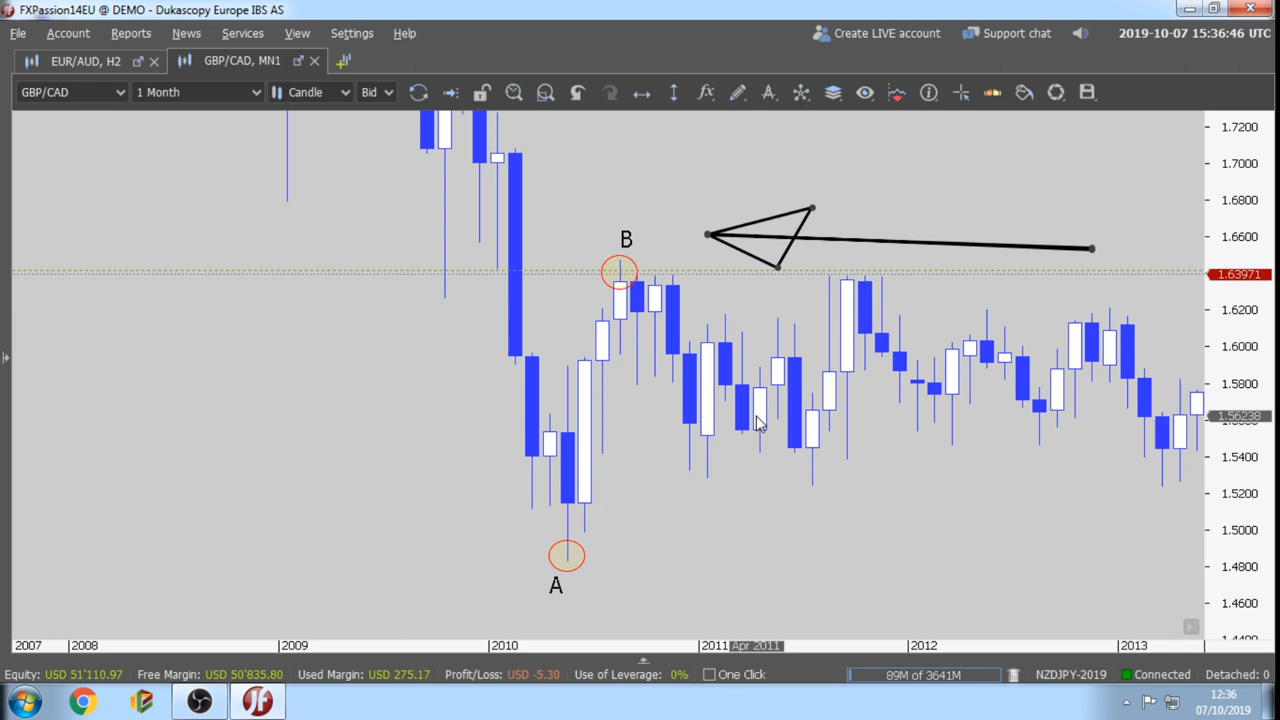 FXPassion14EU @ DEMO - Dukascopy Europe IBS AS
File Account Reports News Services View Settings Help Create LIVE account Support chat 2019-10-07 15:36:46 UTC
EUR/AUD, H2 GBP/CAD, MN1
GBP/CAD 1 Month Candle Bid
1.7200
1.7000
1.6800
B 1.6600
1.63971
1.6200
1.6000
1.5800
1.56238
1.5400
1.5200
1.5000
1.4800
A
1.4600
2007 2008 2009 2010 2011 Apr 2011 2012 2013
Equity: USD 51'110.97 Free Margin: USD 50'835.80 Used Margin: USD 275.17 Profit/Loss: USD -5.30 Use of Leverage: 0% One Click 89M of 3641M NZDJPY-2019 Connected Detached: 0
12:36
07/10/2019